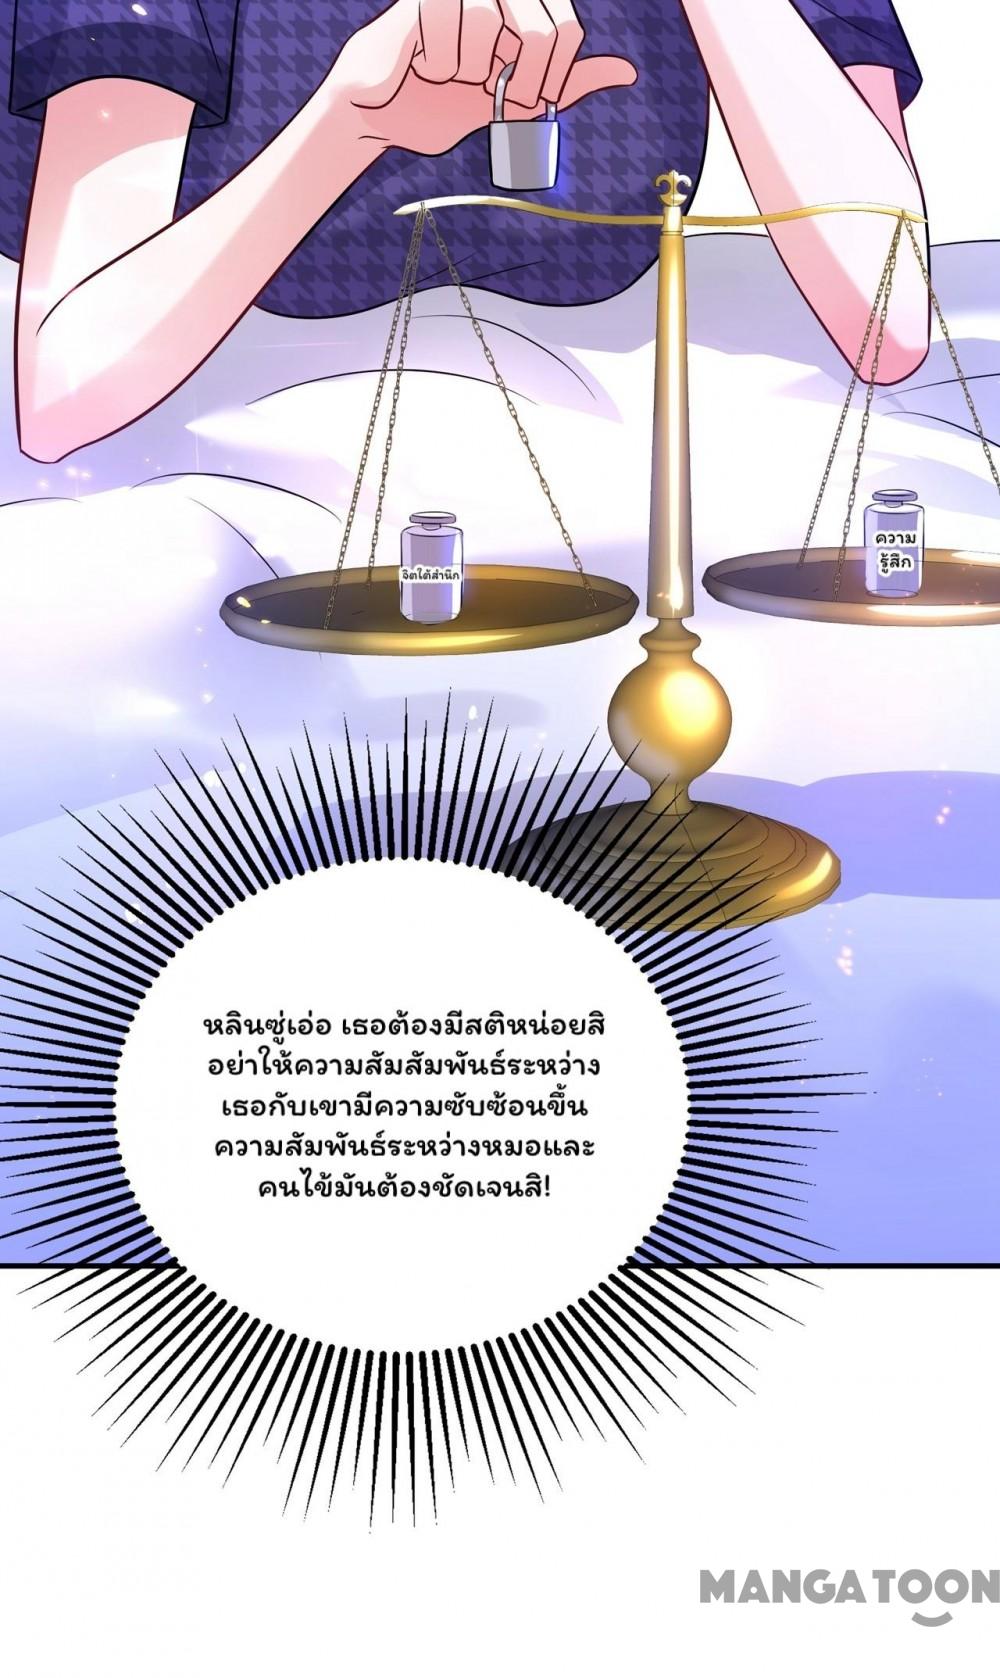 จิตใต้สำนึก
ความ
รู้สึก
หลินซู่เอ่อ เธอต้องมีสติหน่อยสิ
อย่าให้ความสัมสัมพันธ์ระหว่าง
เธอกับเขามีความซับซ้อนขึ้น
ความสัมพันธ์ระหว่างหมอและ
คนไข้มันต้องชัดเจนสิ!
MANGATOON